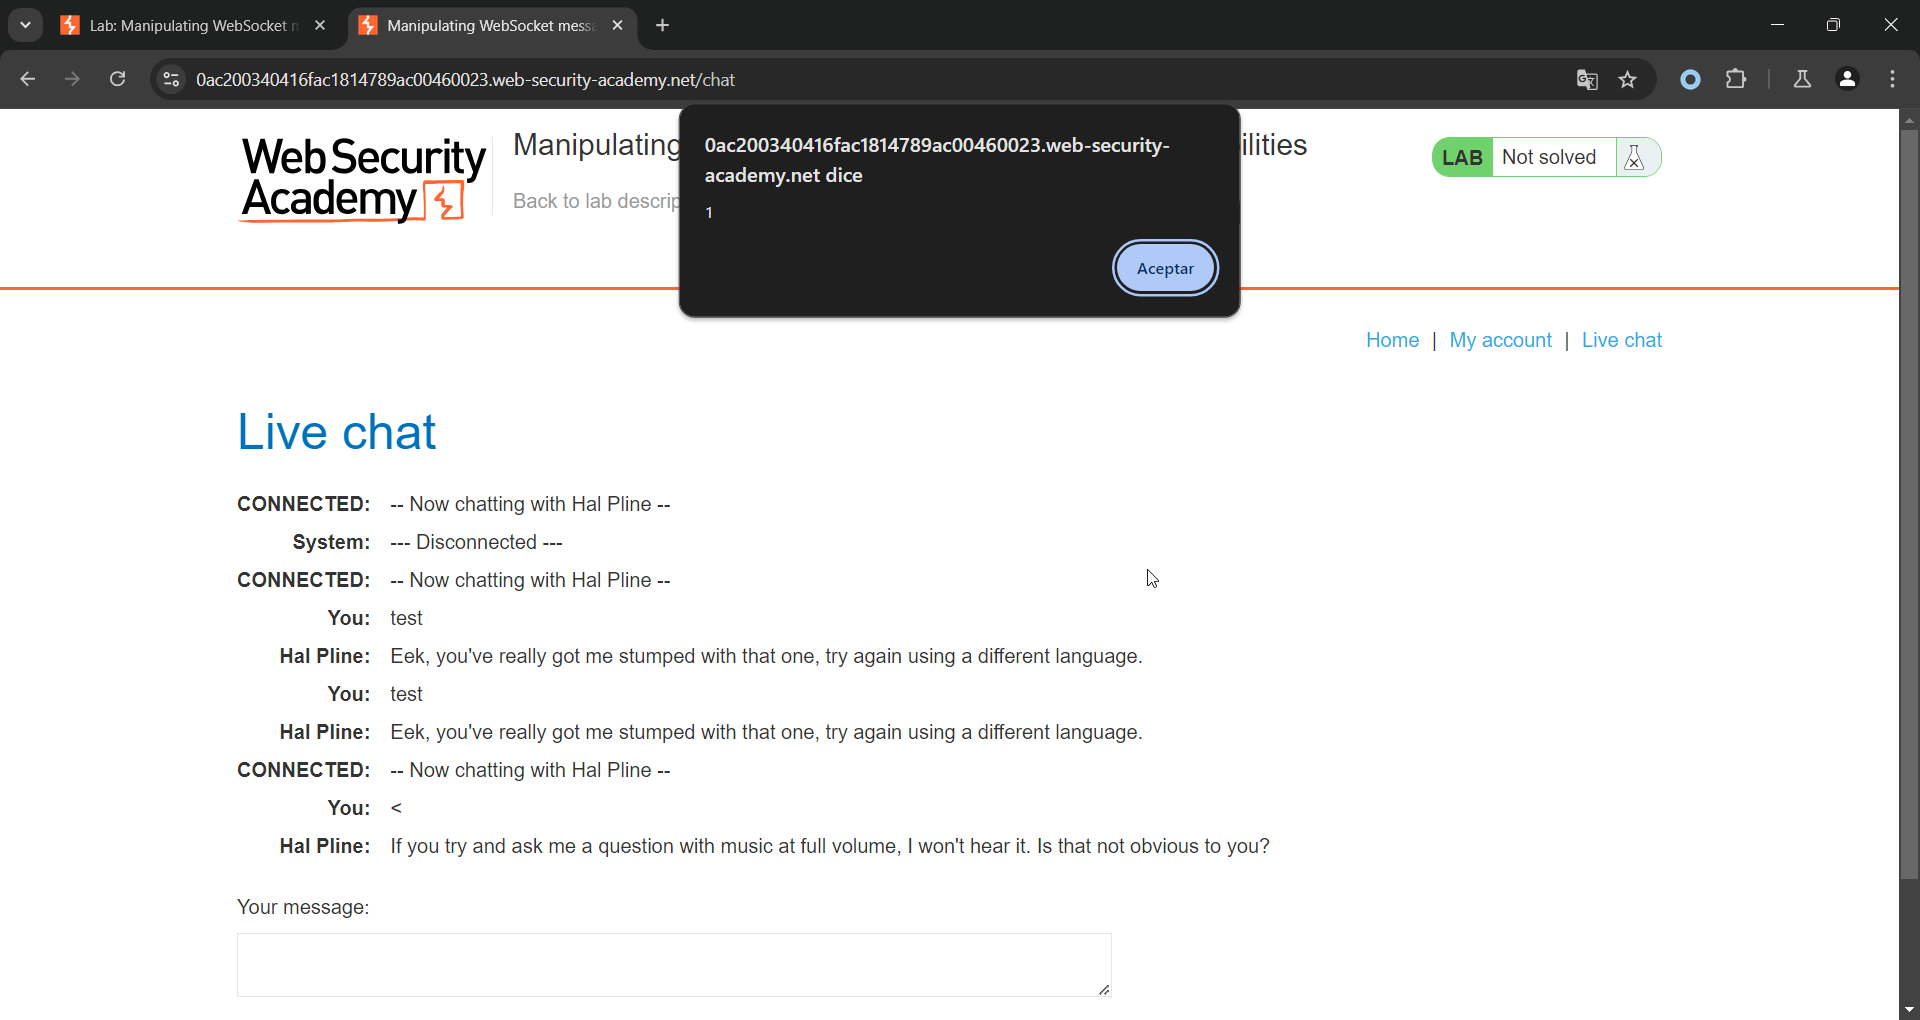 Lab: Manipulating WebSocket
Manipulating WebSocket mess
0ac200340416fac1814789ac00460023.web-security-academy.net/chat
Web Security
Academy
Manipulating
ilities
Back to lab descrip
LAB Not solved
0ac200340416fac1814789ac00460023.web-security-
academy.net dice
1
Aceptar
Home | My account | Live chat
Live chat
CONNECTED: -- Now chatting with Hal Pline --
System: --- Disconnected ---
CONNECTED: -- Now chatting with Hal Pline --
You: test
Hal Pline: Eek, you've really got me stumped with that one, try again using a different language.
You: test
Hal Pline: Eek, you've really got me stumped with that one, try again using a different language.
CONNECTED: -- Now chatting with Hal Pline --
You: <
Hal Pline: If you try and ask me a question with music at full volume, I won't hear it. Is that not obvious to you?
Your message: